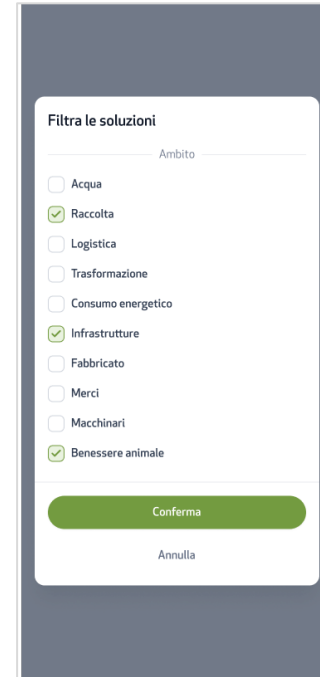 Filtra le soluzioni
Ambito
Acqua
Raccolta
Logistica
Trasformazione
Consumo energetico
Infrastrutture
Fabbricato
Merci
Macchinari
Benessere animale
Conferma
Annulla